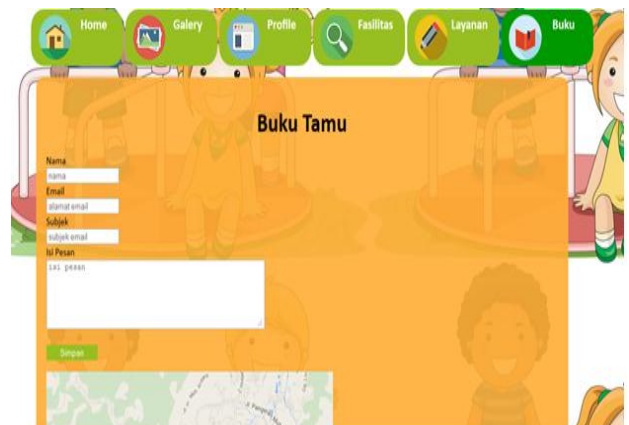 Home Galery Profile Fasilitas Layanan Buku
Buku Tamu
Nama
nama
Email
alamat email
Subjek
subjek email
Isi Pesan
isi pesan
Simpan